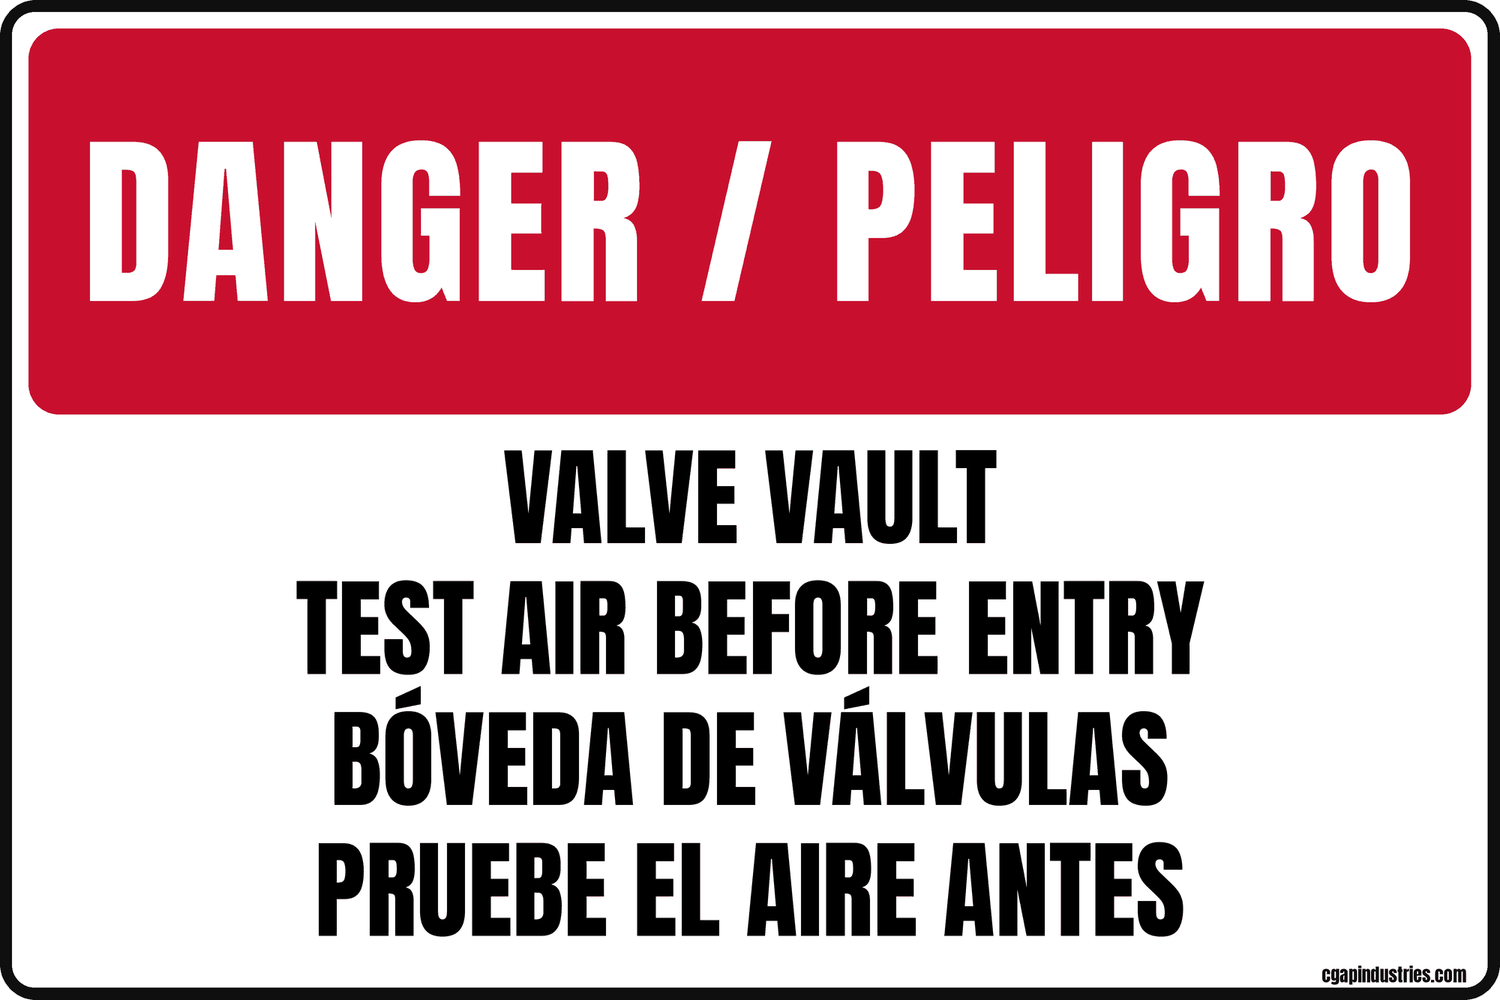 DANGER / PELIGRO
VALVE VAULT
TEST AIR BEFORE ENTRY
BÓVEDA DE VÁLVULAS
PRUEBE EL AIRE ANTES
cgapindustries.com